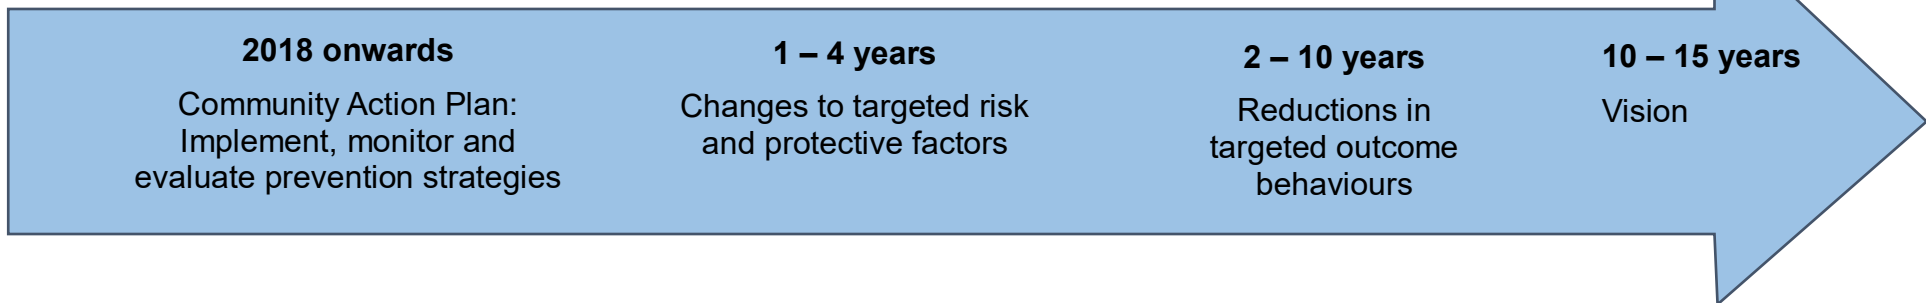 2018 onwards
Community Action Plan:
Implement, monitor and
evaluate prevention strategies
1 – 4 years
Changes to targeted risk
and protective factors
2 – 10 years
Reductions in
targeted outcome
behaviours
10 – 15 years
Vision